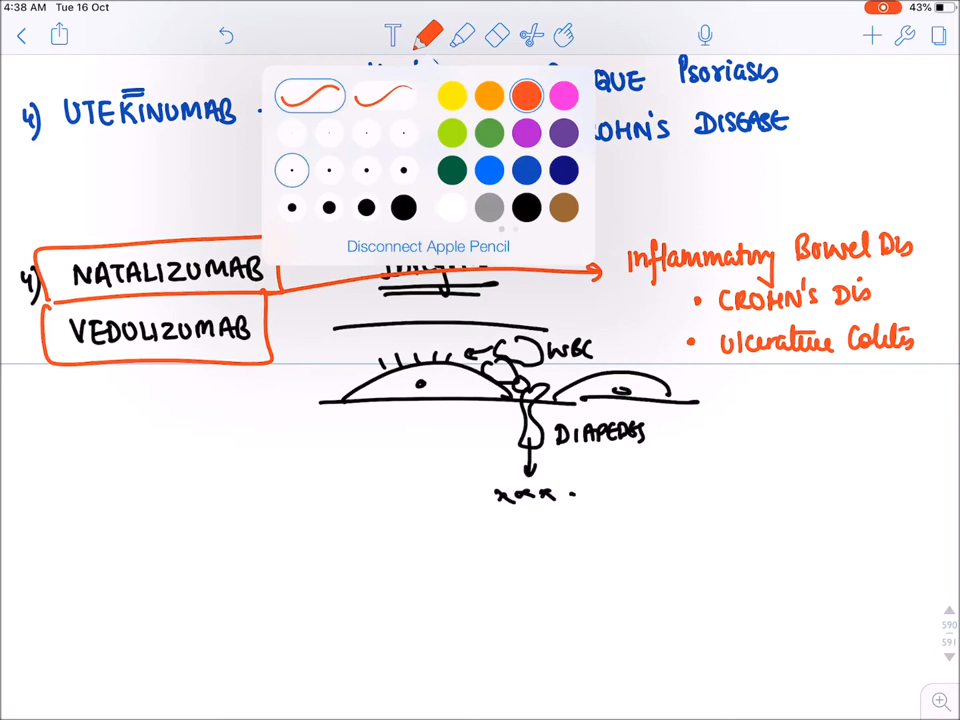 4:38 AM Tue 16 Oct
43%
T
QUE Psoriases
4) UTEKINUMAB -
OHN'S DISEASE
Disconnect Apple Pencil
4) NATALIZUMAB
Inflammatory Bowel Dis
• CROHN'S DIS
VEDOLIZUMAB
• Ulcerative Colitis
WBC
DIAPEDES
x x x -
590
591